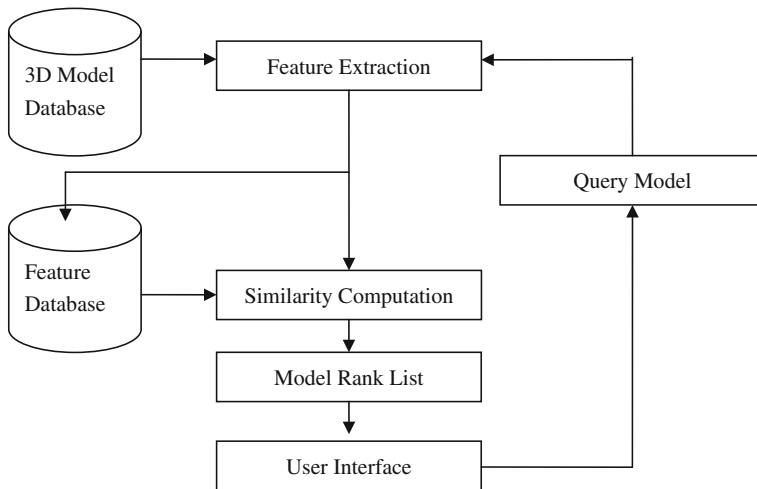 3D Model
Database
Feature Extraction
Query Model
Feature
Database
Similarity Computation
Model Rank List
User Interface